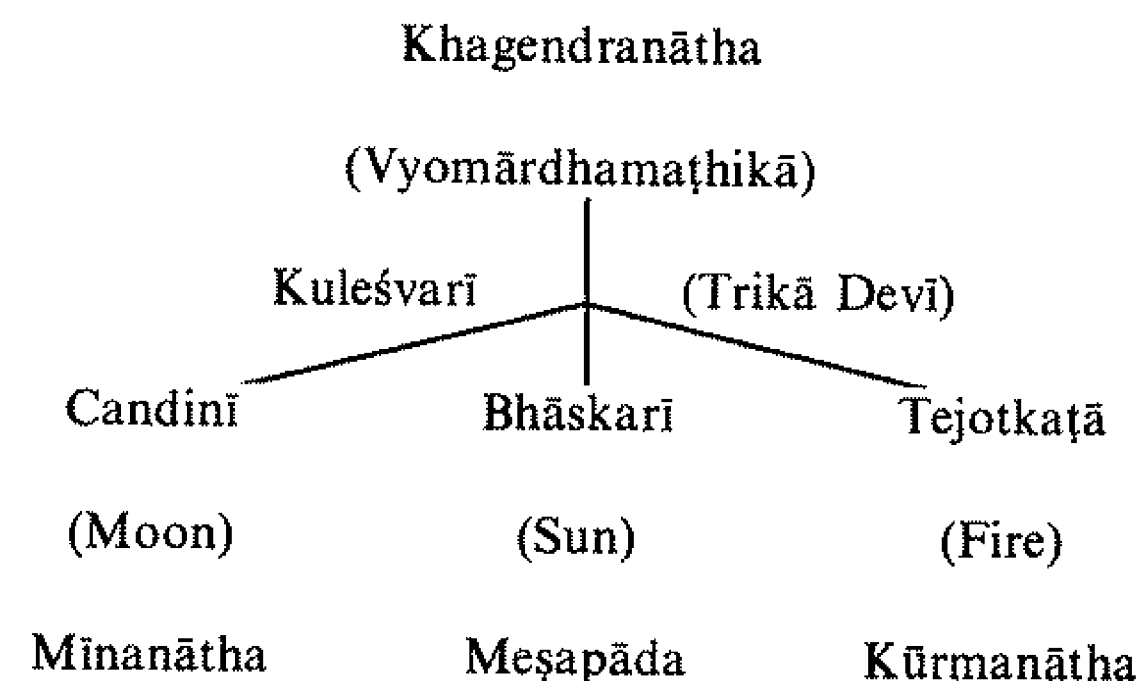 Khagendranātha
(Vyomārdhamaṭhikā)
Kuleśvarī (Trikā Devī)
Candinī Bhāskarī Tejotkaṭā
(Moon) (Sun) (Fire)
Mīnanātha Meṣapāda Kūrmanātha